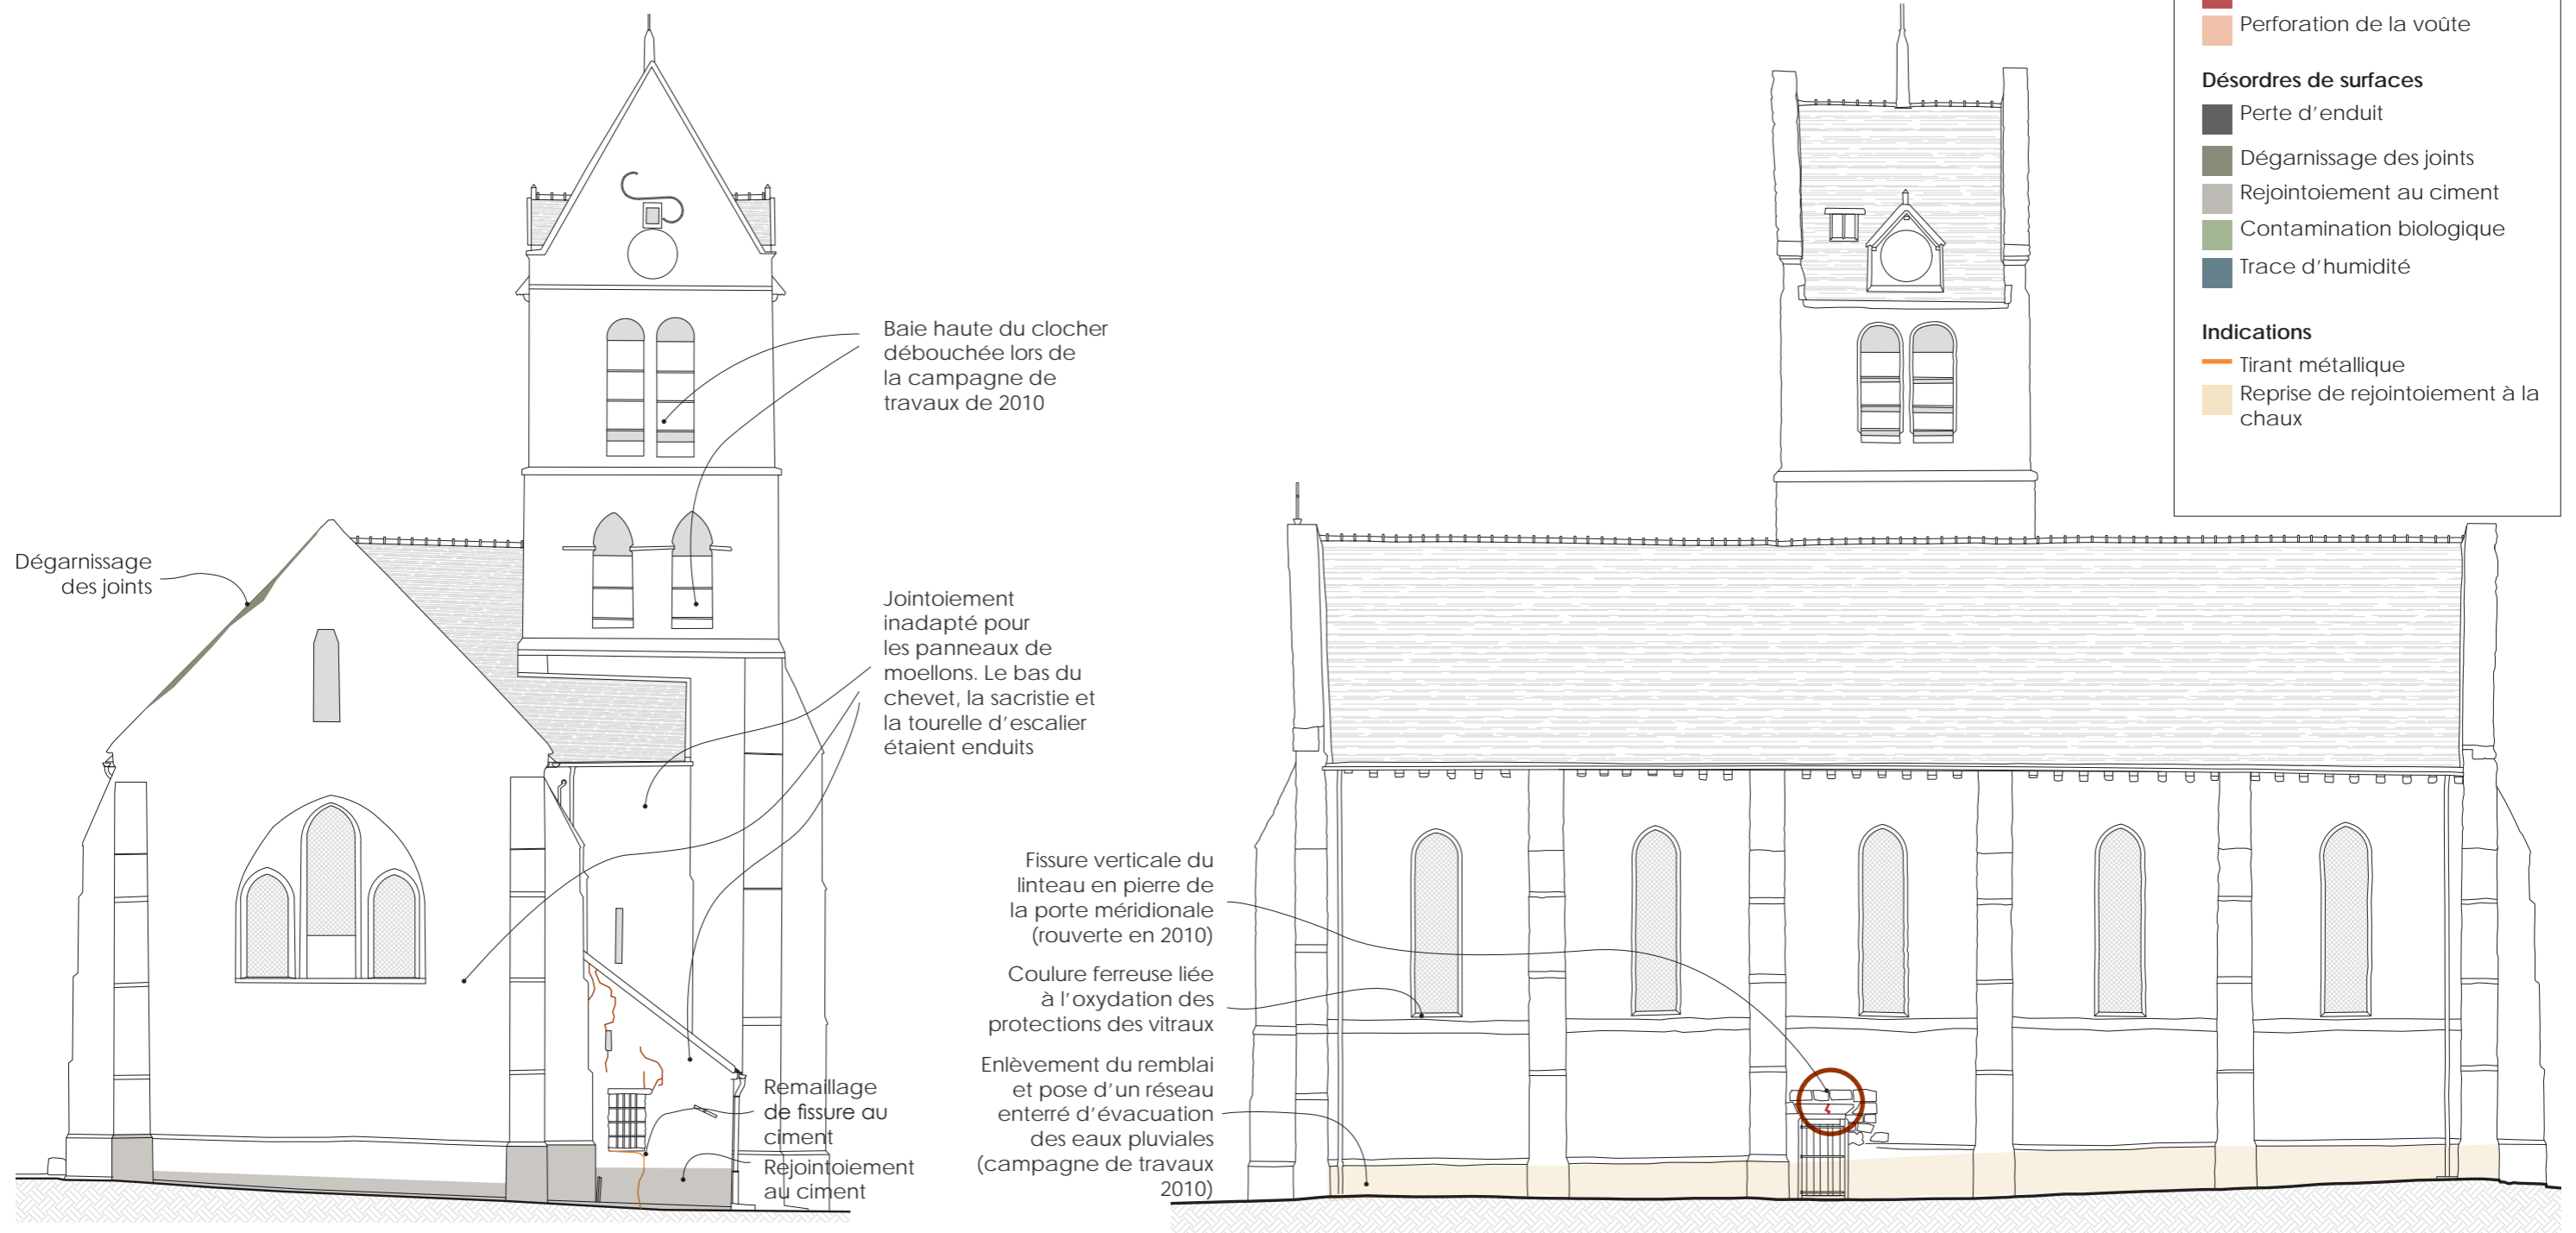 Perforation de la voûte
Désordres de surfaces
Perte d'enduit
Dégarnissage des joints
Rejointoiement au ciment
Contamination biologique
Trace d'humidité
Indications
Tirant métallique
Reprise de rejointoiement à la
chaux
Baie haute du clocher
débouchée lors de
la campagne de
travaux de 2010
Dégarnissage
des joints
Jointoiement
inadapté pour
les panneaux de
moellons. Le bas du
chevet, la sacristie et
la tourelle d'escalier
étaient enduits
Remaillage
de fissure au
ciment
Rejointoiement
au ciment
Fissure verticale du
linteau en pierre de
la porte méridionale
(rouverte en 2010)
Coulure ferreuse liée
à l'oxydation des
protections des vitraux
Enlèvement du remblai
et pose d'un réseau
enterré d'évacuation
des eaux pluviales
(campagne de travaux
2010)